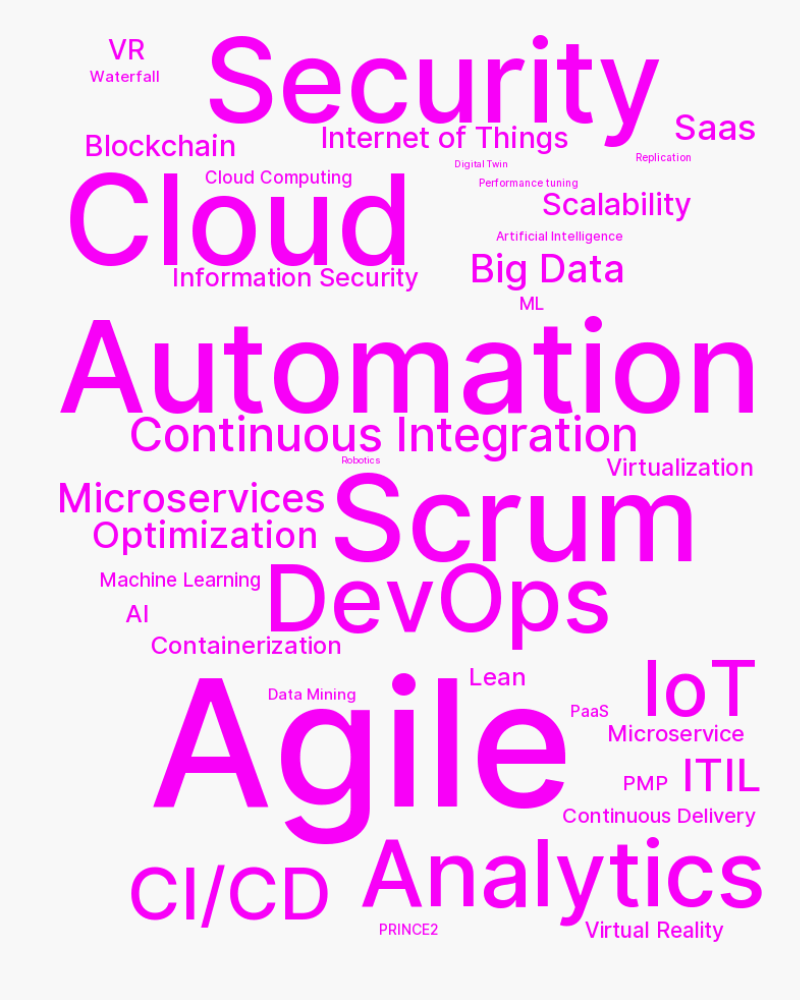 VR
Security
Waterfall
Saas
Internet of Things
Blockchain
Replication
Digital Twin
Cloud Computing
Performance tuning
Cloud
Scalability
Artificial Intelligence
Big Data
Information Security
ML
Automation
Continuous Integration
Robotics
Virtualization
Microservices
Scrum
Optimization
Machine Learning
DevOps
AI
Containerization
Lean
IoT
Data Mining
Agile
PaaS
Microservice
ITIL
PMP
Continuous Delivery
Analytics
CI/CD
PRINCE2
Virtual Reality